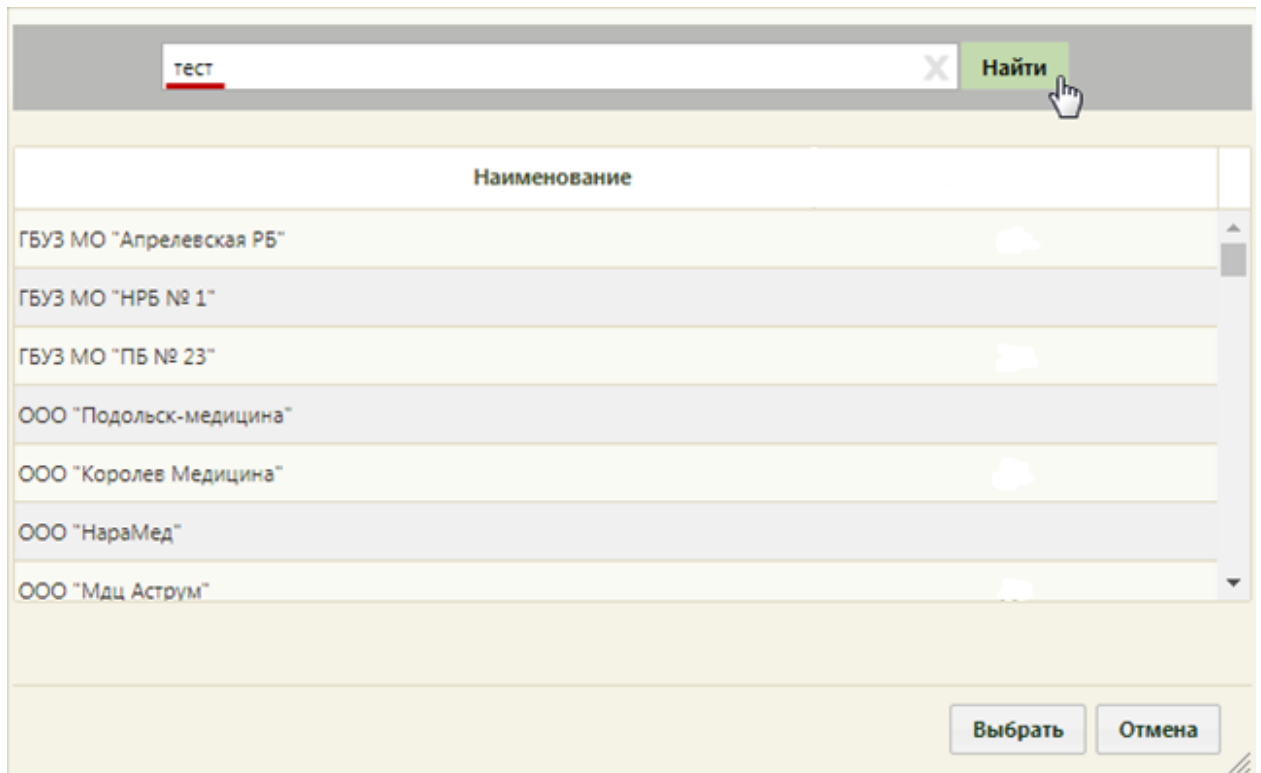 тест
Найти
Наименование
ГБУЗ МО "Апрелевская РБ"
ГБУЗ МО "НРБ № 1"
ГБУЗ МО "ПБ № 23"
ООО "Подольск-медицина"
ООО "Королев Медицина"
ООО "НараМед"
ООО "Мдц Аструм"
Выбрать Отмена